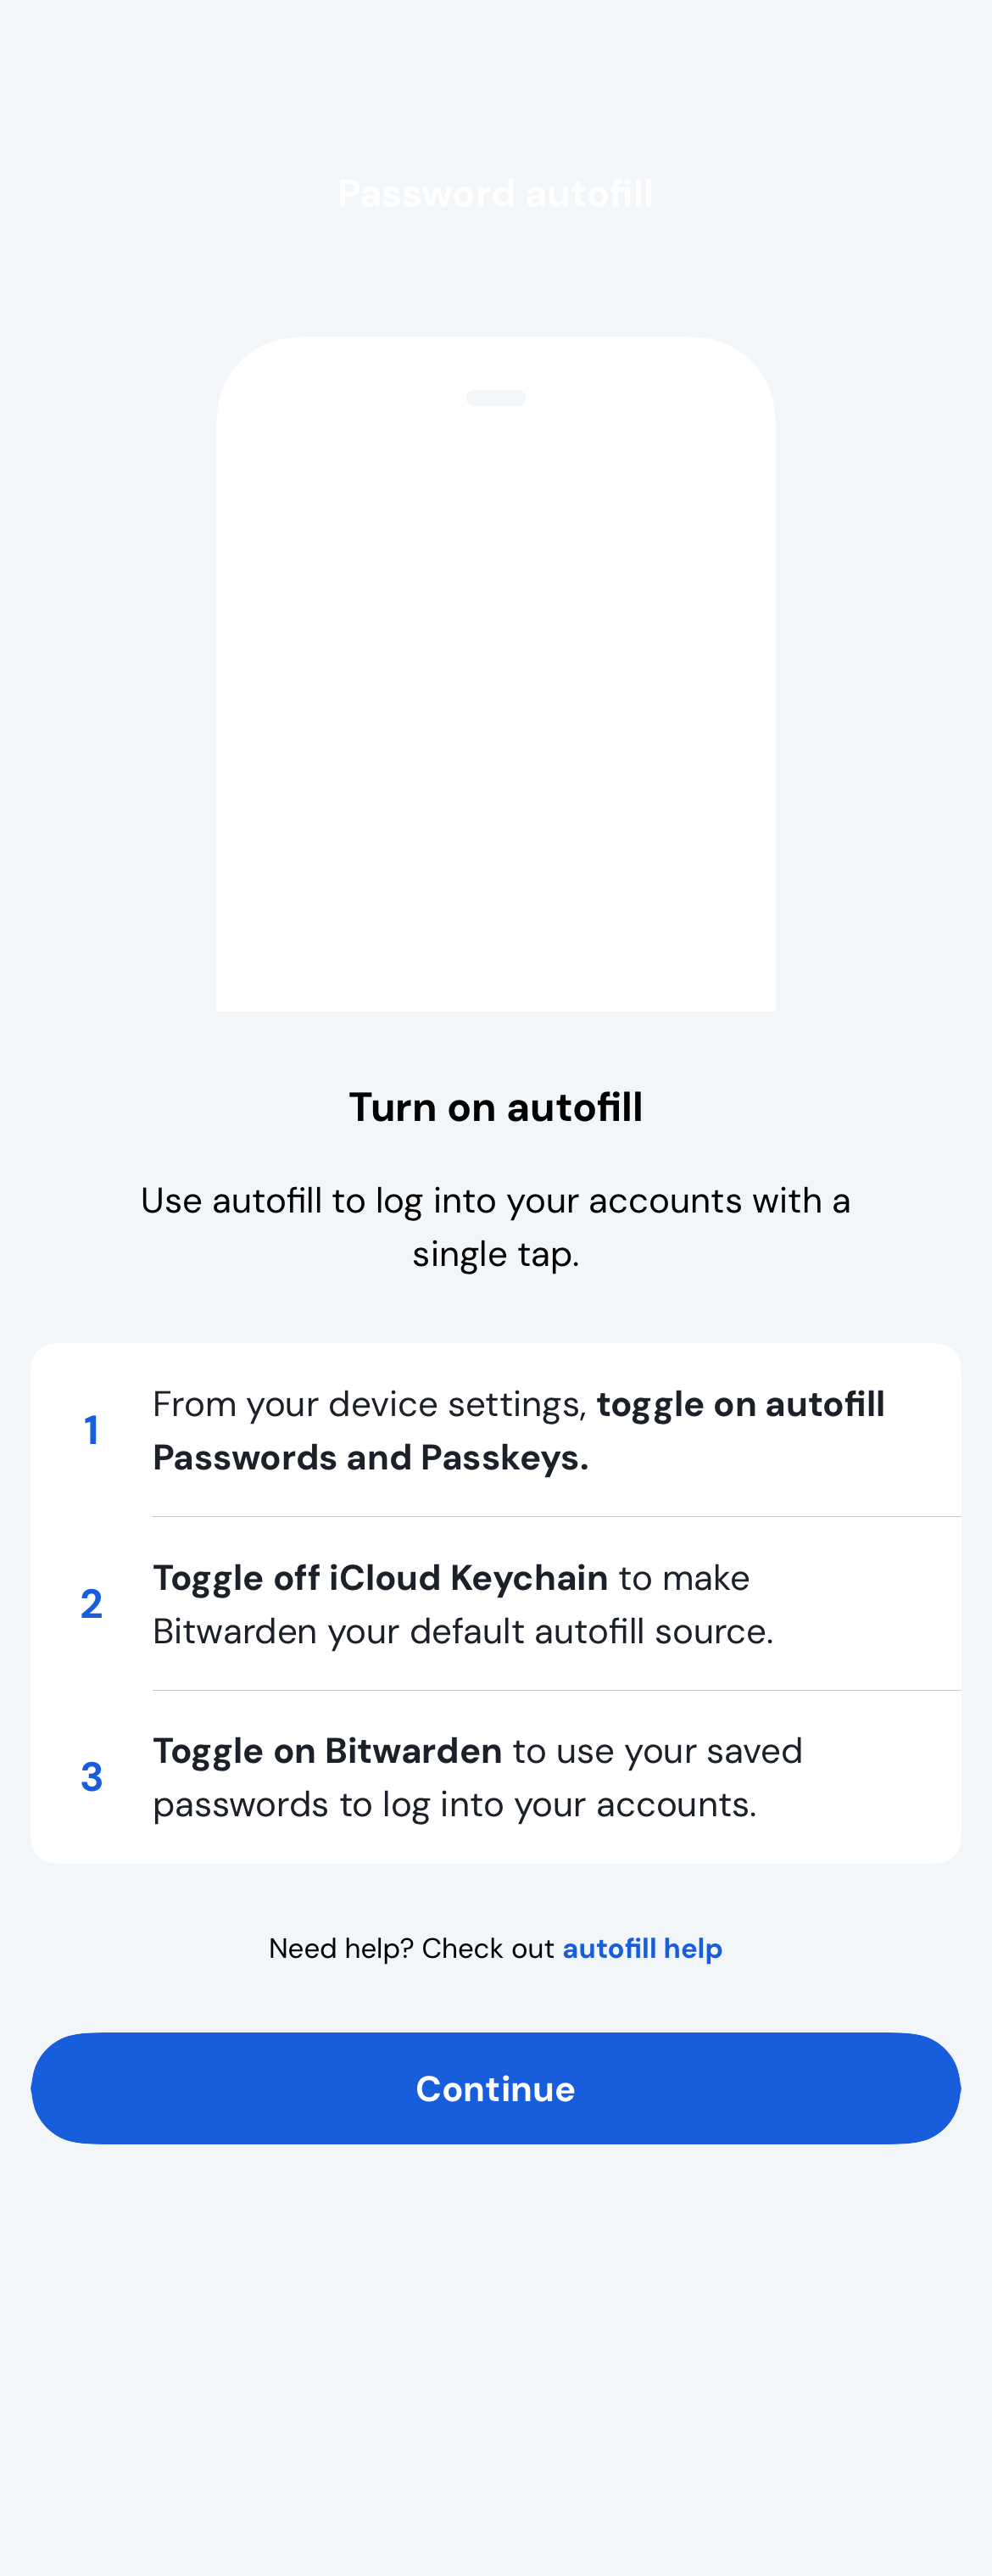 Password autofill
Turn on autofill
Use autofill to log into your accounts with a
single tap.
1
From your device settings, toggle on autofill
Passwords and Passkeys.
2
Toggle off iCloud Keychain to make
Bitwarden your default autofill source.
3
Toggle on Bitwarden to use your saved
passwords to log into your accounts.
Need help? Check out autofill help
Continue